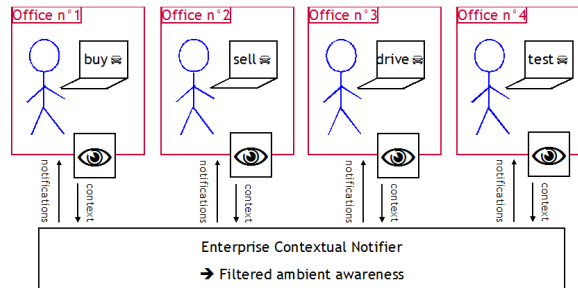 Office n°1
Office n°2
Office n°3
Office n°4
buy
sell
drive
test
notifications
context
notifications
context
notifications
context
notifications
context
Enterprise Contextual Notifier
➔ Filtered ambient awareness